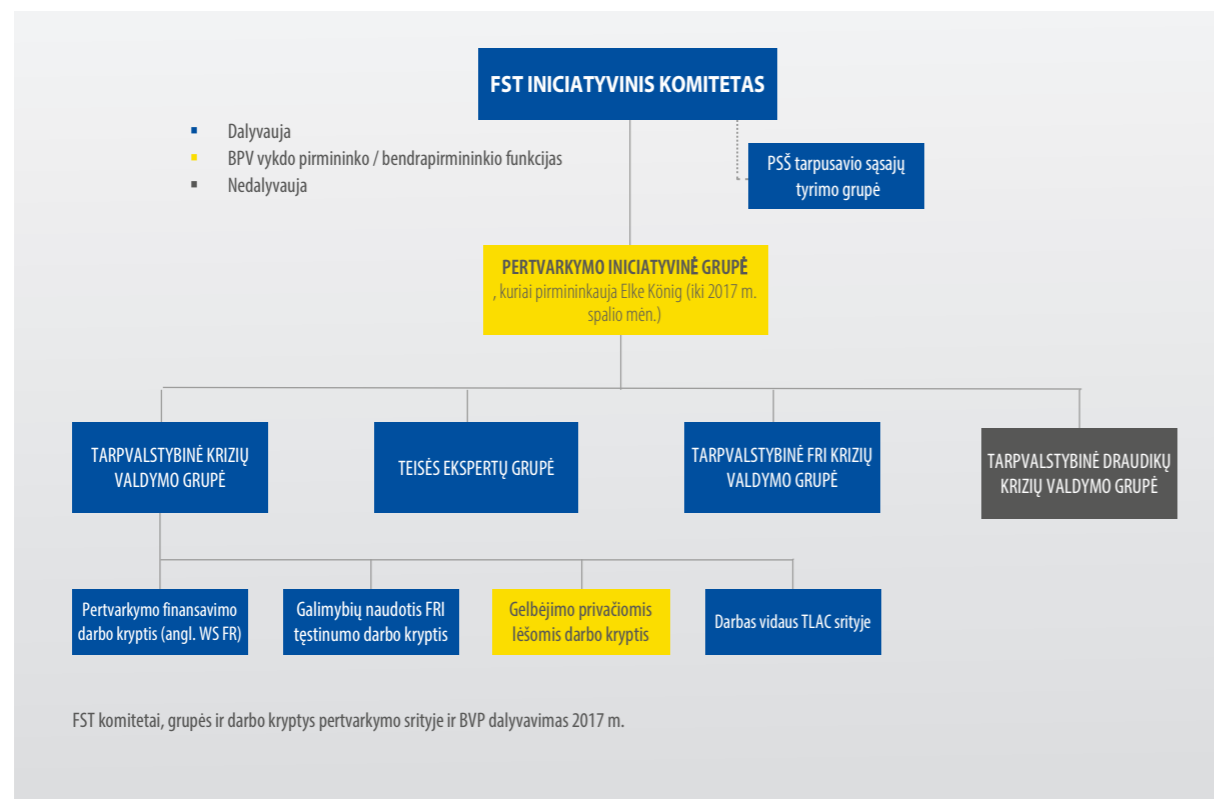 FST INICIATYVINIS KOMITETAS
Dalyvauja
BPV vykdo pirmininko / bendrapirmininkio funkcijas
Nedalyvauja
PSŠ tarpusavio sąsajų
tyrimo grupė
PERTVARKYMO INICIATYVINĖ GRUPĖ
, kuriai pirmininkauja Elke König (iki 2017 m.
spalio mėn.)
TARPVALSTYBINĖ KRIZIŲ
VALDYMO GRUPĖ
TEISĖS EKSPERTŲ GRUPĖ
TARPVALSTYBINĖ FRI KRIZIŲ
VALDYMO GRUPĖ
TARPVALSTYBINĖ DRAUDIKŲ
KRIZIŲ VALDYMO GRUPĖ
Pertvarkymo finansavimo
darbo kryptis (angl. WS FR)
Galimybių naudotis FRI
tęstinumo darbo kryptis
Gelbėjimo privačiomis
lėšomis darbo kryptis
Darbas vidaus TLAC srityje
FST komitetai, grupės ir darbo kryptys pertvarkymo srityje ir BVP dalyvavimas 2017 m.